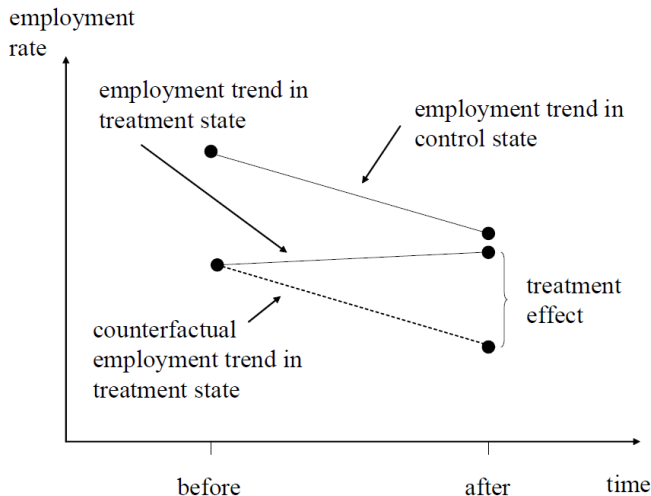 employment
rate
employment trend in
treatment state
employment trend in
control state
treatment
effect
counterfactual
employment trend in
treatment state
before
after
time